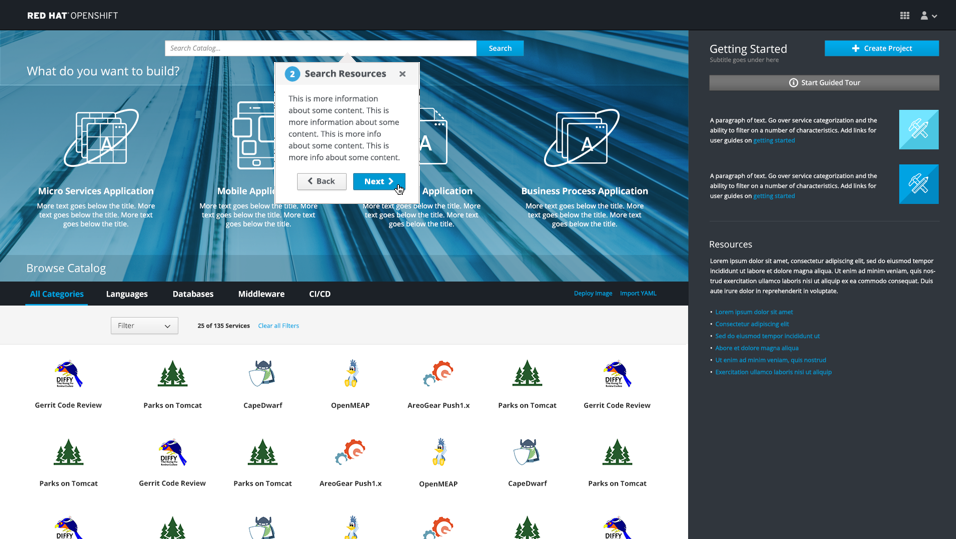 RED HAT OPENSHIFT
Search Catalog...
Search
What do you want to build?
2 Search Resources
This is more information
about some content. This is
more information about some
content. This is more info
about some content. This is
more info about some content.
Back
Next
Micro Services Application
More text goes below the title. More
text goes below the title. More text
goes below the title.
Mobile Appli
More text goes below the title. More
text goes below the title. More text
goes below the title.
A
Application
More text goes below the title. More
text goes below the title. More text
goes below the title.
Business Process Application
More text goes below the title. More
text goes below the title. More text
goes below the title.
Browse Catalog
All Categories
Languages
Databases
Middleware
CI/CD
Deploy Image
Import YAML
Filter
25 of 135 Services
Clear all Filters
DIFFY
Gerrit Code Review
Parks on Tomcat
CapeDwarf
OpenMEAP
AreoGear Push1.x
Parks on Tomcat
DIFFY
Gerrit Code Review
Parks on Tomcat
DIFFY
Gerrit Code Review
Parks on Tomcat
AreoGear Push1.x
OpenMEAP
CapeDwarf
Parks on Tomcat
DIFFY
DIFFY
DIFFY
Getting Started
Subtitle goes under here
Create Project
Start Guided Tour
A paragraph of text. Go over service categorization and the
ability to filter on a number of characteristics. Add links for
user guides on getting started
A paragraph of text. Go over service categorization and the
ability to filter on a number of characteristics. Add links for
user guides on getting started
Resources
Lorem ipsum dolor sit amet, consectetur adipiscing elit, sed do eiusmod tempor
incididunt ut labore et dolore magna aliqua. Ut enim ad minim veniam, quis nos-
trud exercitation ullamco laboris nisi ut aliquip ex ea commodo consequat. Duis
aute irure dolor in reprehenderit in voluptate.
• Lorem ipsum dolor sit amet
• Consectetur adipiscing elit
• Sed do eiusmod tempor incididunt ut
• Abore et dolore magna aliqua
• Ut enim ad minim veniam, quis nostrud
• Exercitation ullamco laboris nisi ut aliquip